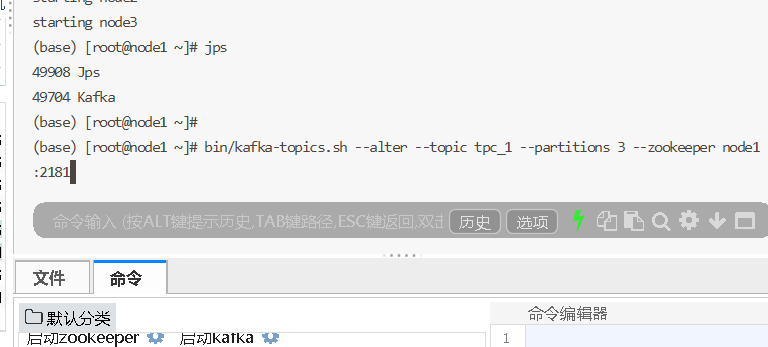 starting node2
starting node3
(base) [root@node1 ~]# jps
49908 Jps
49704 Kafka
(base) [root@node1 ~]#
(base) [root@node1 ~]# bin/kafka-topics.sh --alter --topic tpc_1 --partitions 3 --zookeeper node1
:2181
命令输入 (按ALT键提示历史,TAB键路径,ESC键返回,双击
历史
选项
文件
命令
默认分类
命令编辑器
启动zookeeper
启动kafka
1